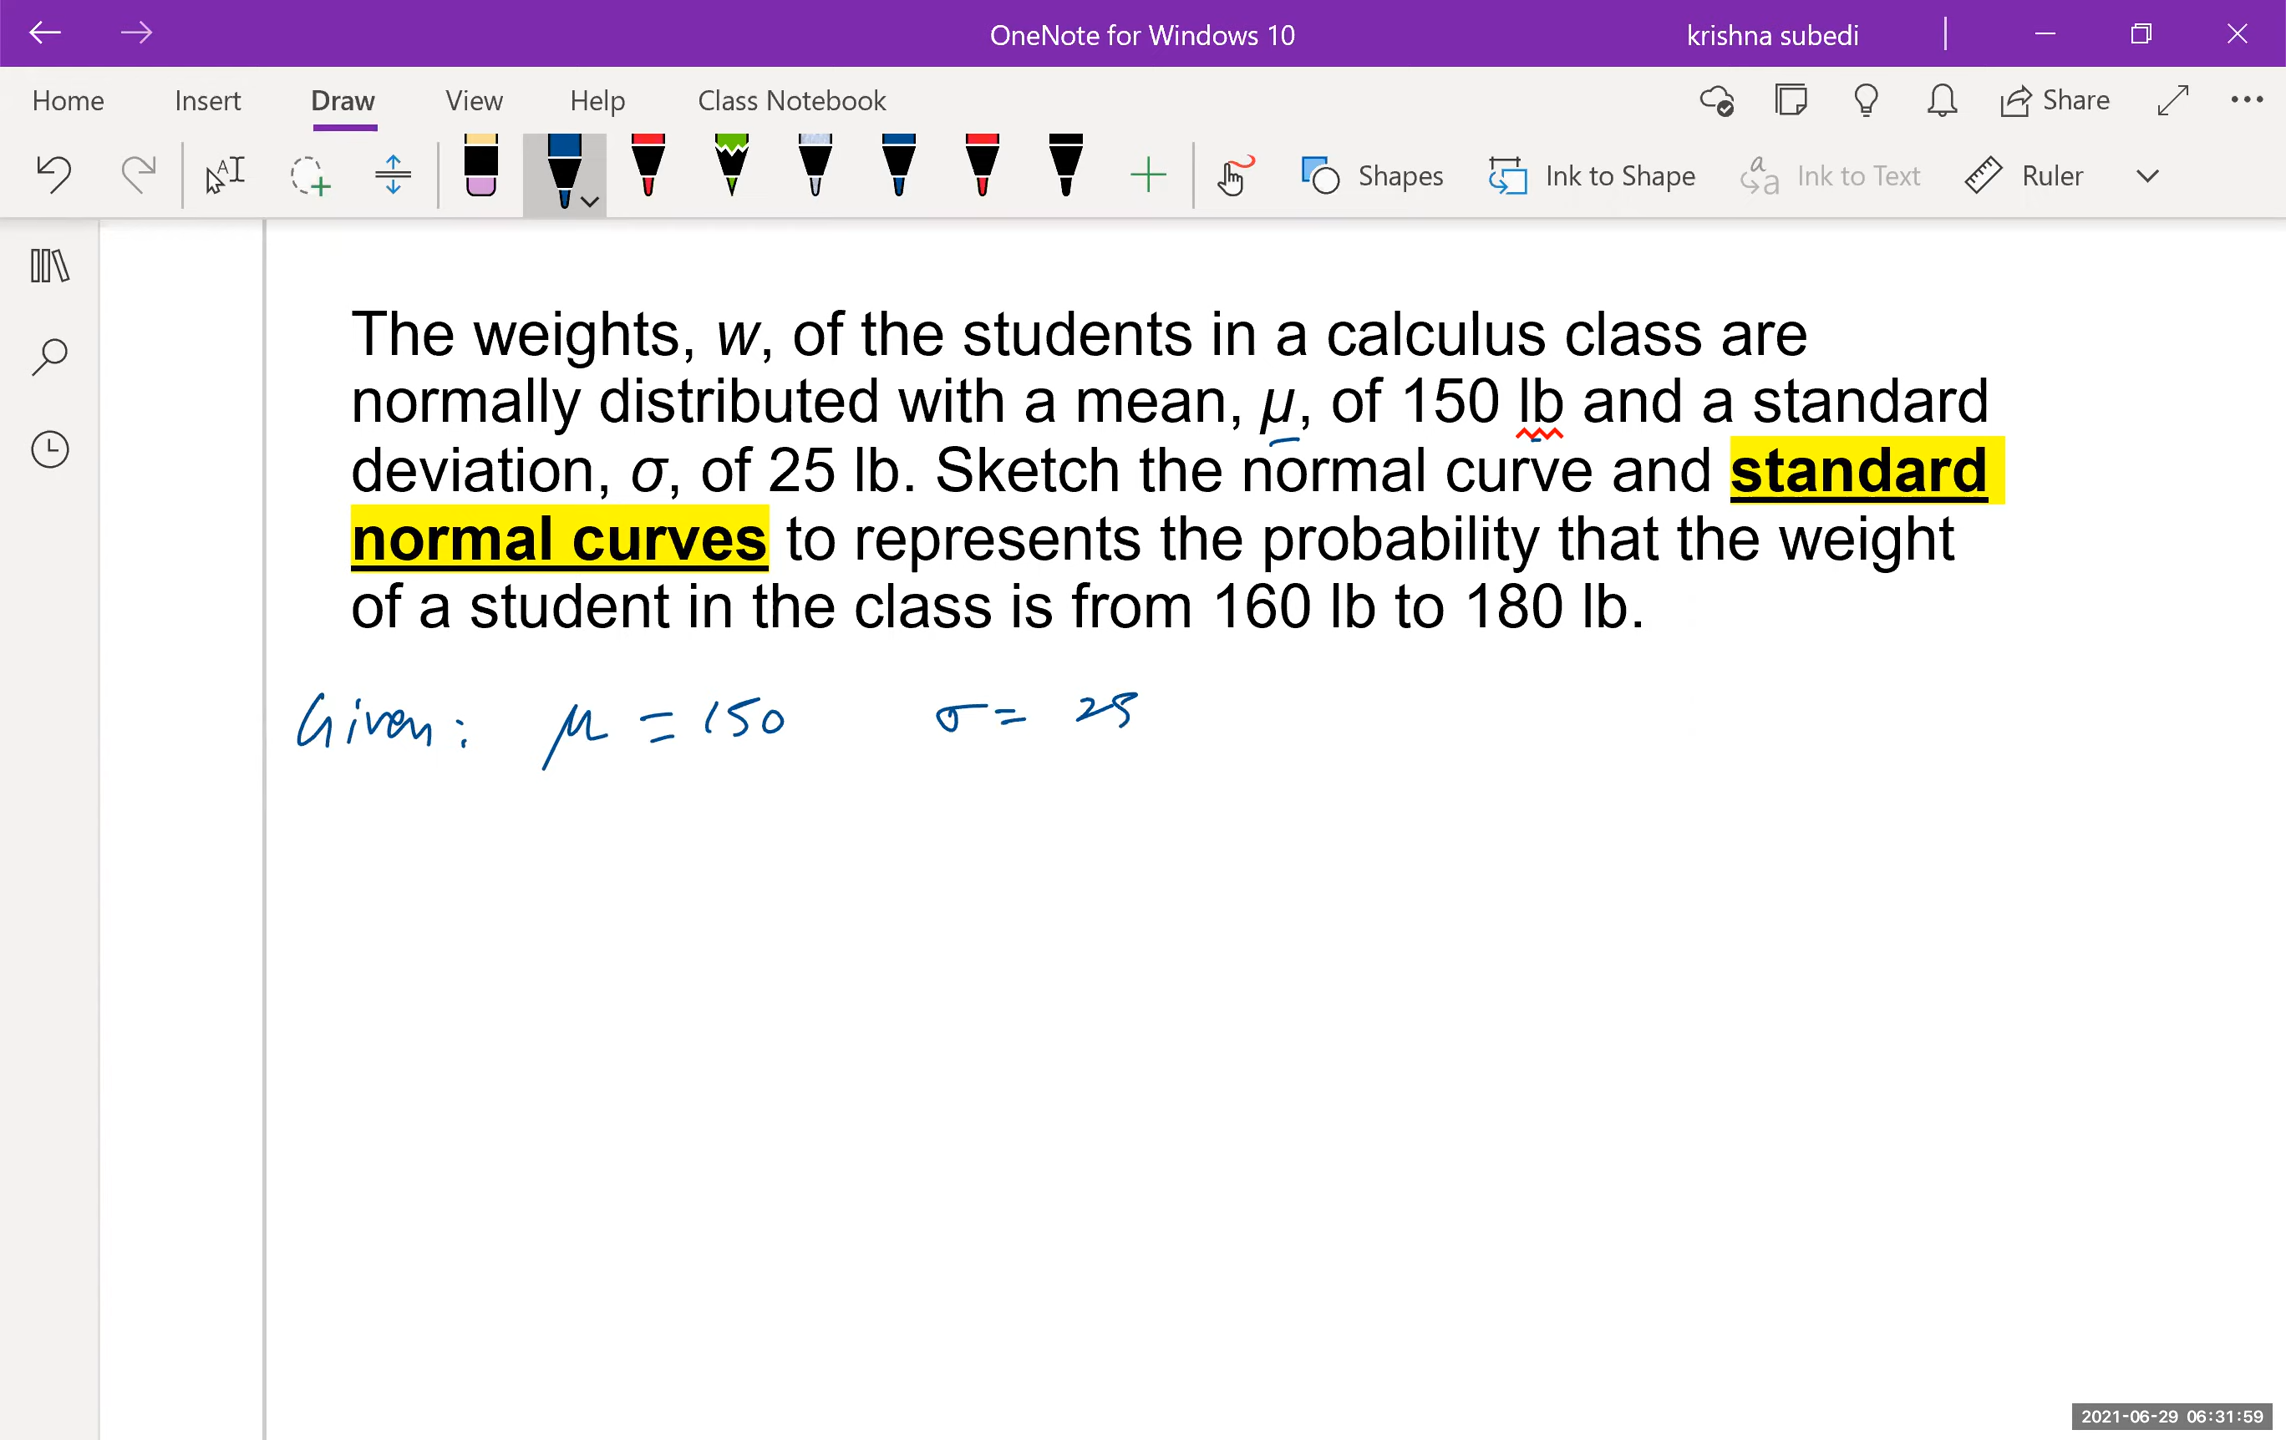 OneNote for Windows 10
krishna subedi
Home Insert Draw View Help Class Notebook Share
Shapes Ink to Shape Ink to Text Ruler
The weights, w, of the students in a calculus class are
normally distributed with a mean, μ, of 150 lb and a standard
deviation, σ, of 25 lb. Sketch the normal curve and standard
normal curves to represents the probability that the weight
of a student in the class is from 160 lb to 180 lb.
Given: μ = 150 σ = 25
2021-06-29 06:31:59